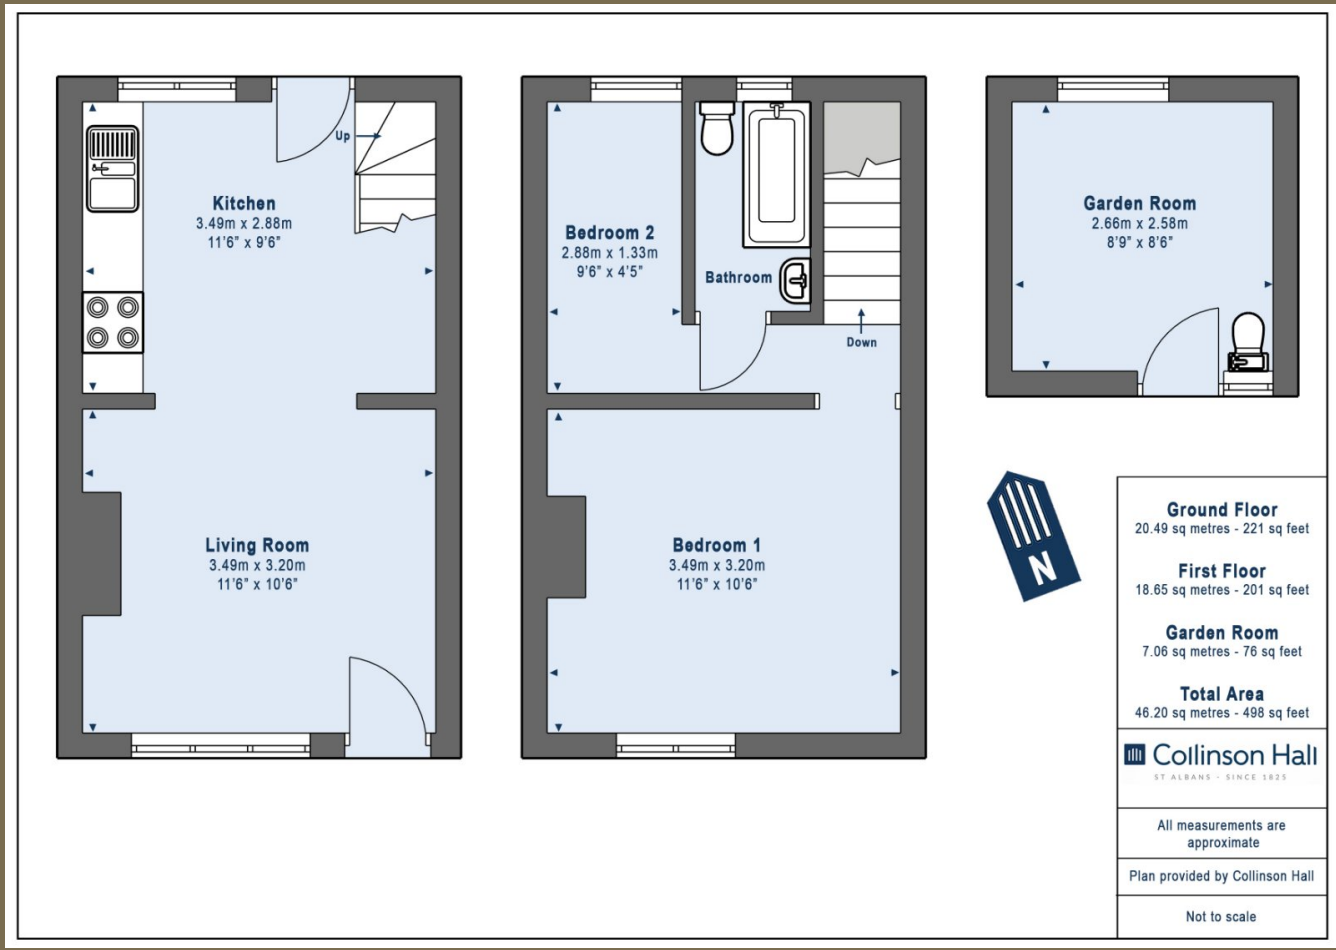 Up
Kitchen
3.49m x 2.88m
11'6" x 9'6"
Living Room
3.49m x 3.20m
11'6" x 10'6"
Bedroom 2
2.88m x 1.33m
9'6" x 4'5"
Bathroom
Down
Bedroom 1
3.49m x 3.20m
11'6" x 10'6"
Garden Room
2.66m x 2.58m
8'9" x 8'6"
N
Ground Floor
20.49 sq metres - 221 sq feet
First Floor
18.65 sq metres - 201 sq feet
Garden Room
7.06 sq metres - 76 sq feet
Total Area
46.20 sq metres - 498 sq feet
Collinson Hall
ST ALBANS - SINCE 1825
All measurements are
approximate
Plan provided by Collinson Hall
Not to scale